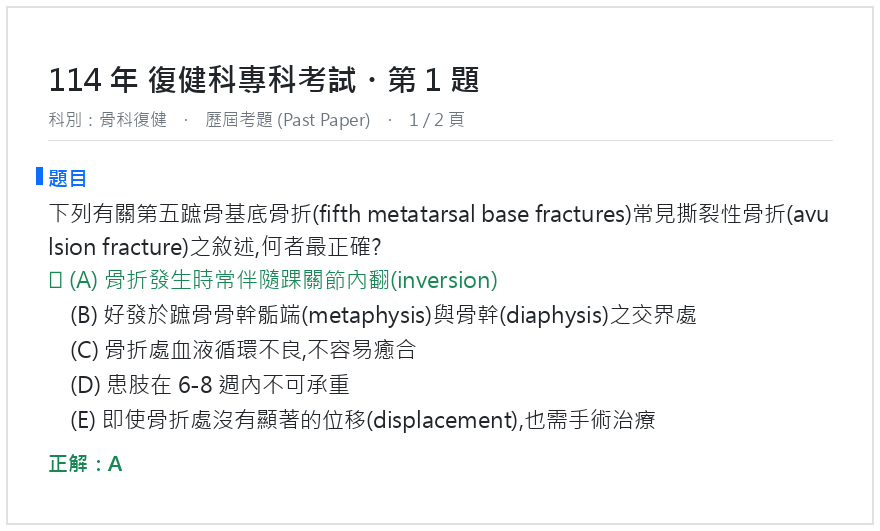 114 年 復健科專科考試・第 1 題
科別：骨科復健 · 歷屆考題 (Past Paper) · 1 / 2 頁
題目
下列有關第五蹠骨基底骨折(fifth metatarsal base fractures)常見撕裂性骨折(avu
lsion fracture)之敘述,何者最正確?
(A) 骨折發生時常伴隨踝關節內翻(inversion)
(B) 好發於蹠骨骨幹骺端(metaphysis)與骨幹(diaphysis)之交界處
(C) 骨折處血液循環不良,不容易癒合
(D) 患肢在 6-8 週內不可承重
(E) 即使骨折處沒有顯著的位移(displacement),也需手術治療
正解：A